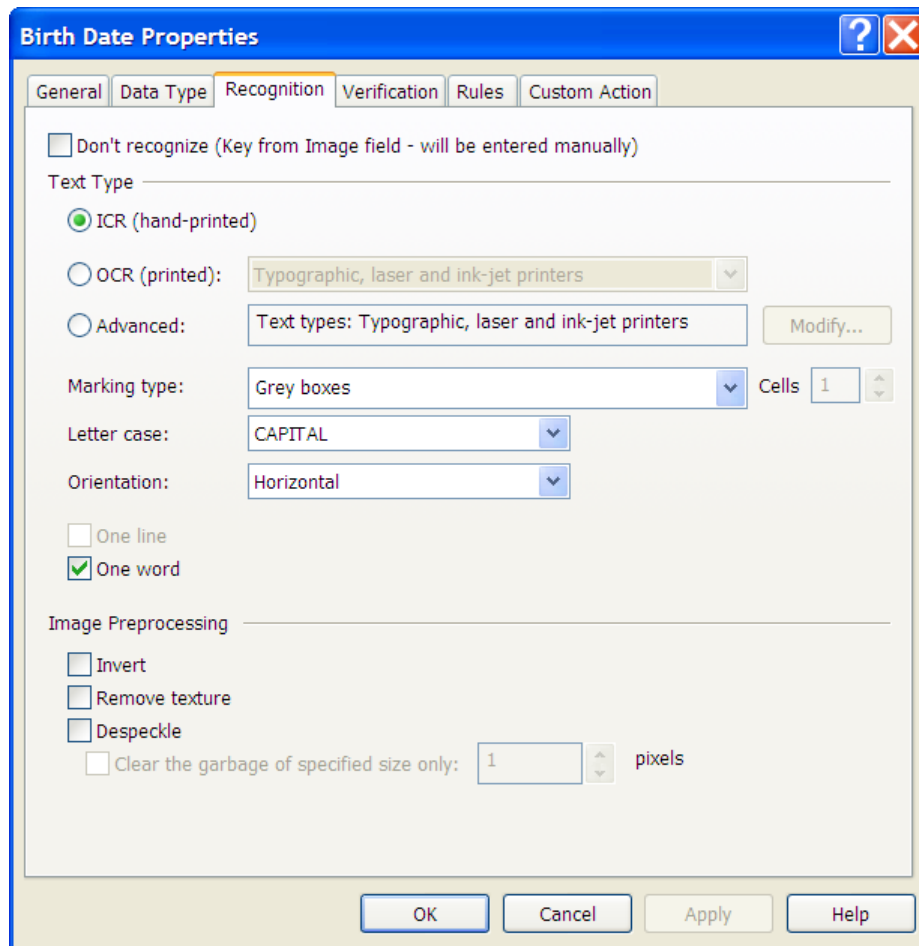 Birth Date Properties
General Data Type Recognition Verification Rules Custom Action
Don't recognize (Key from Image field - will be entered manually)
Text Type
ICR (hand-printed)
OCR (printed): Typographic, laser and ink-jet printers
Advanced: Text types: Typographic, laser and ink-jet printers Modify...
Marking type: Grey boxes Cells 1
Letter case: CAPITAL
Orientation: Horizontal
One line
One word
Image Preprocessing
Invert
Remove texture
Despeckle
Clear the garbage of specified size only: 1 pixels
OK Cancel Apply Help